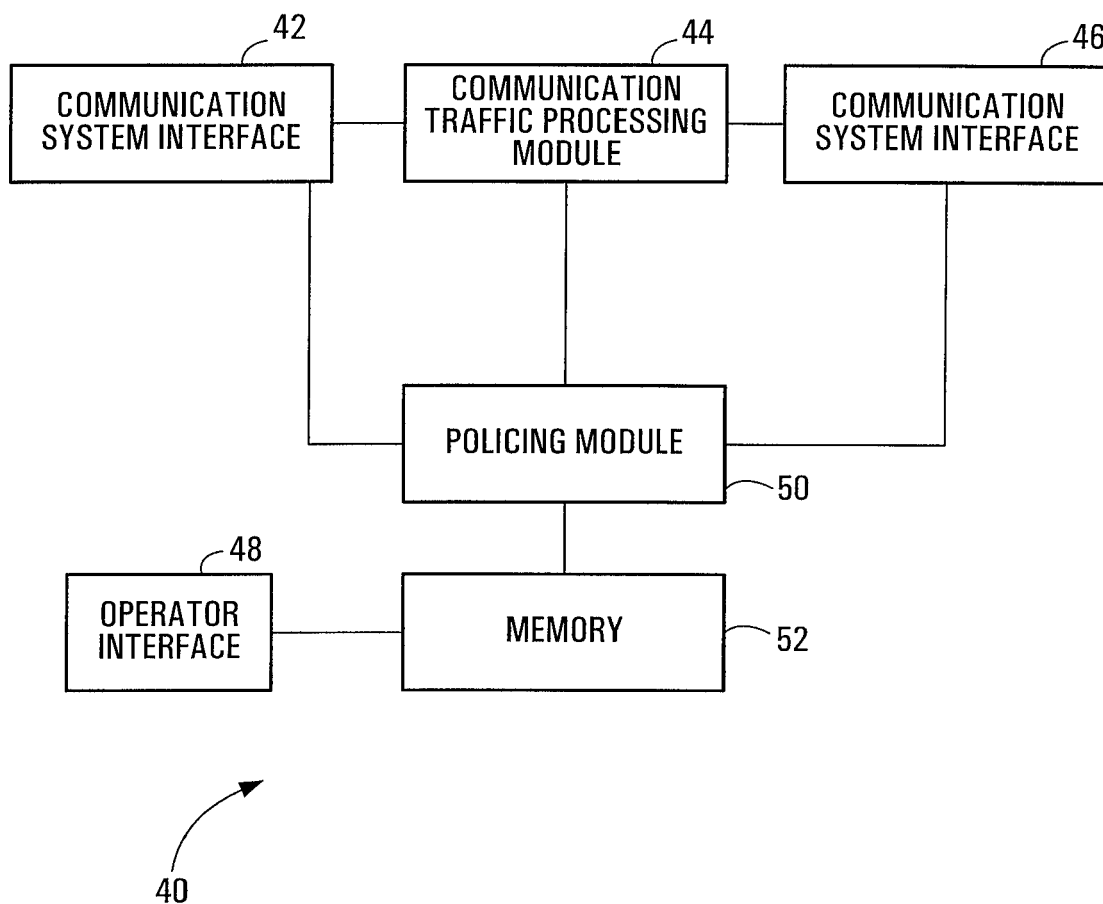 42
44
46
COMMUNICATION
SYSTEM INTERFACE
COMMUNICATION
TRAFFIC PROCESSING
MODULE
COMMUNICATION
SYSTEM INTERFACE
POLICING MODULE
50
48
OPERATOR
INTERFACE
MEMORY
52
40